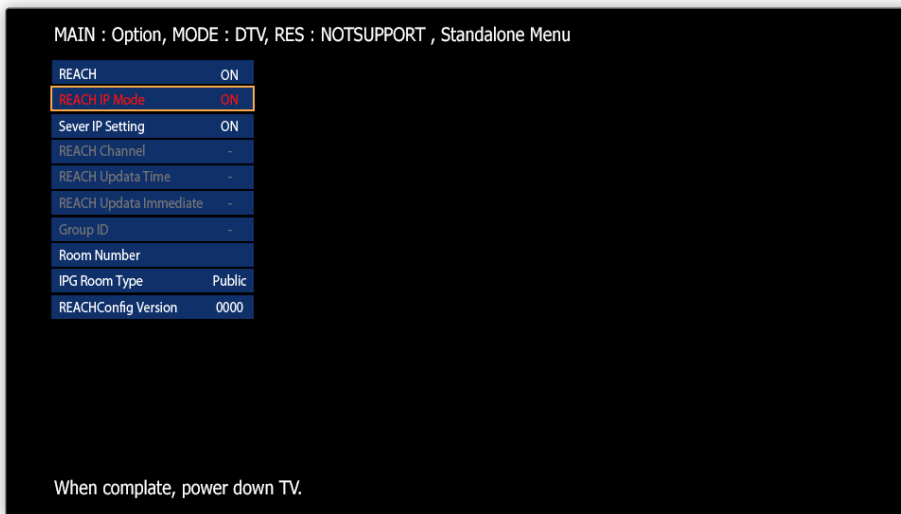 MAIN : Option, MODE : DTV, RES : NOTSUPPORT , Standalone Menu
REACH ON
REACH IP Mode ON
Sever IP Setting ON
REACH Channel -
REACH Updata Time -
REACH Updata Immediate -
Group ID -
Room Number
IPG Room Type Public
REACHConfig Version 0000
When complate, power down TV.